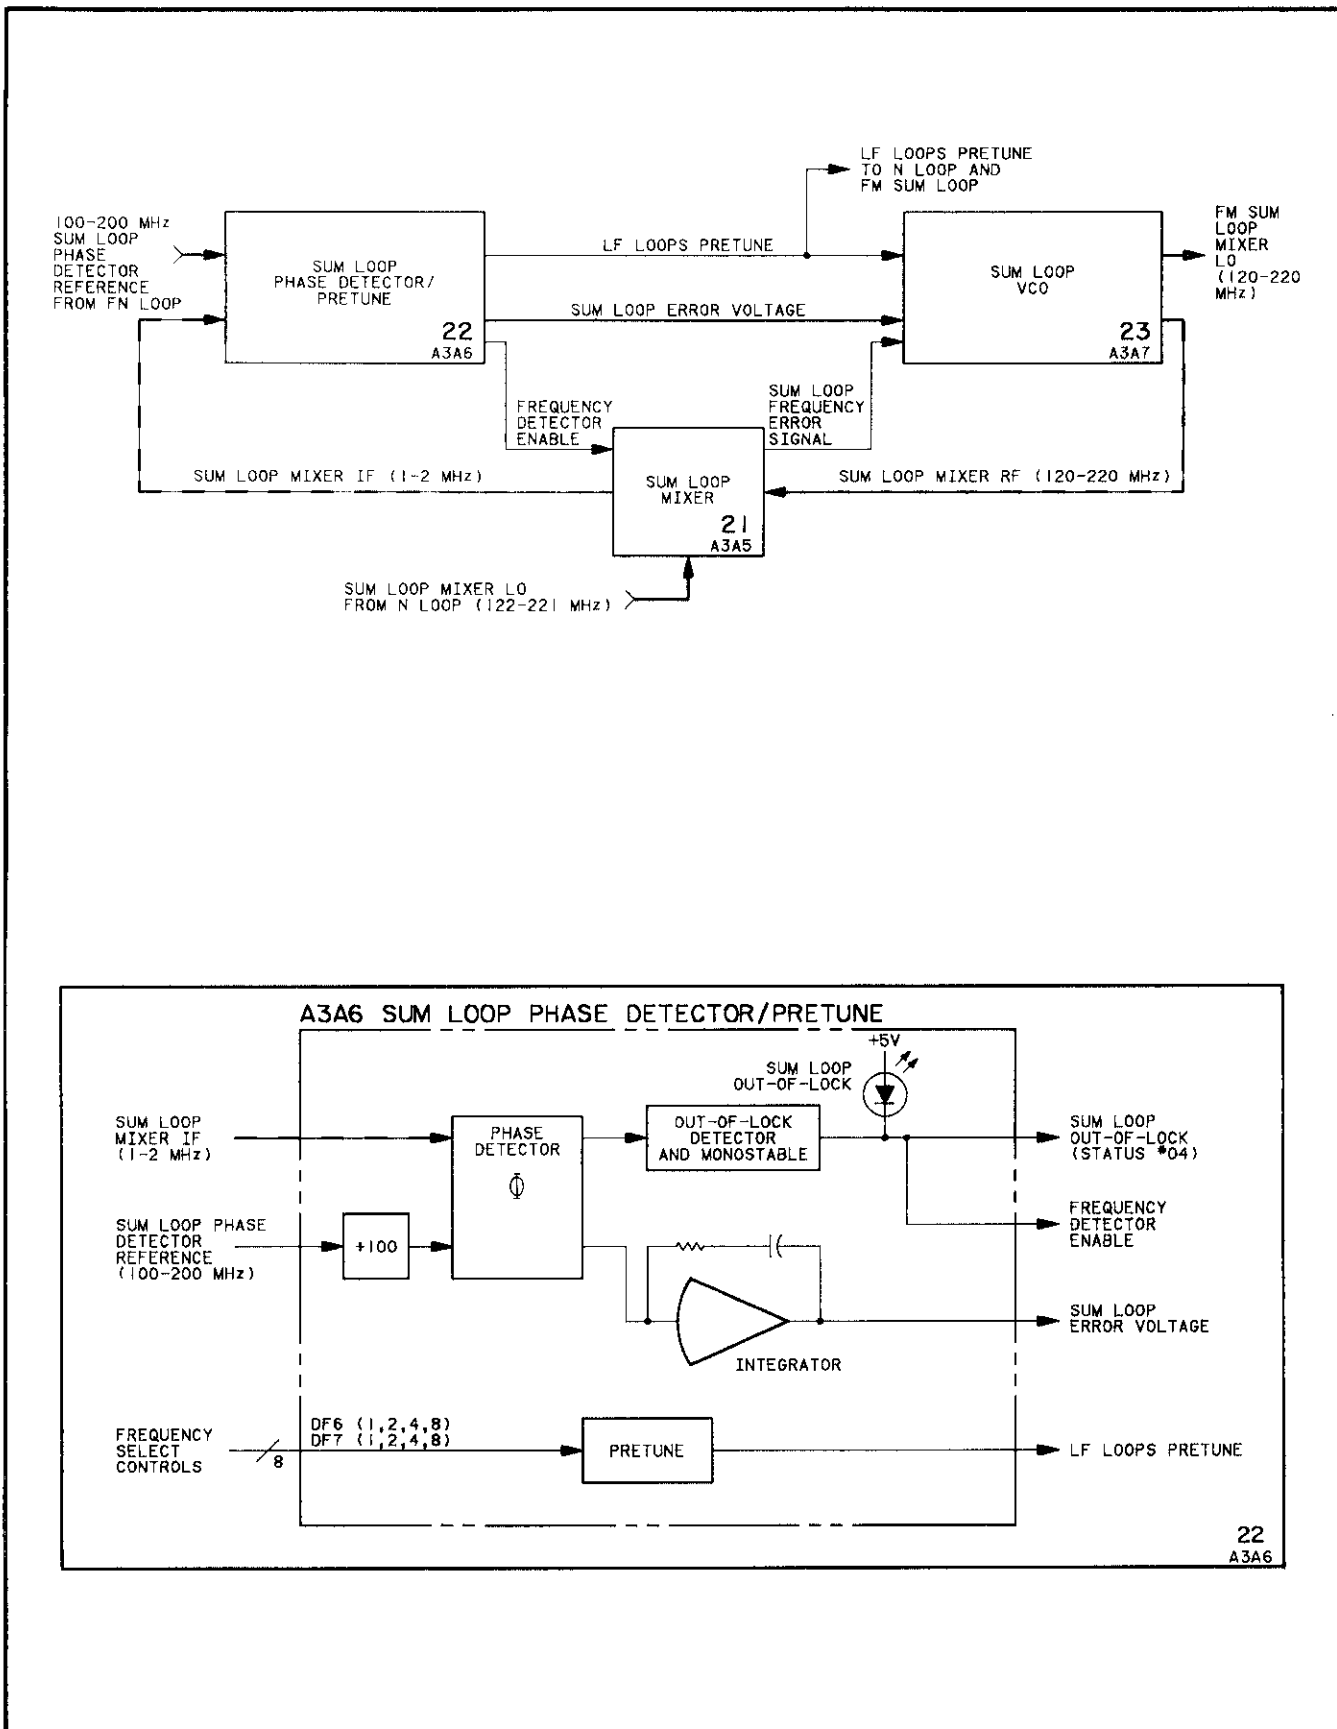 LF LOOPS PRETUNE
TO N LOOP AND
FM SUM LOOP
100-200 MHz
SUM LOOP
PHASE
DETECTOR
REFERENCE
FROM FN LOOP
SUM LOOP
PHASE DETECTOR/
PRETUNE
22
A3A6
LF LOOPS PRETUNE
SUM LOOP ERROR VOLTAGE
SUM LOOP
VCO
23
A3A7
FM SUM
LOOP
MIXER
LO
(120-220
MHz)
FREQUENCY
DETECTOR
ENABLE
SUM LOOP
FREQUENCY
ERROR
SIGNAL
SUM LOOP MIXER IF (1-2 MHz)
SUM LOOP
MIXER
21
A3A5
SUM LOOP MIXER RF (120-220 MHz)
SUM LOOP MIXER LO
FROM N LOOP (122-221 MHz)
A3A6 SUM LOOP PHASE DETECTOR/PRETUNE
+5V
SUM LOOP
OUT-OF-LOCK
SUM LOOP
MIXER IF
(1-2 MHz)
PHASE
DETECTOR
Φ
OUT-OF-LOCK
DETECTOR
AND MONOSTABLE
SUM LOOP
OUT-OF-LOCK
(STATUS #04)
SUM LOOP PHASE
DETECTOR
REFERENCE
(100-200 MHz)
÷100
FREQUENCY
DETECTOR
ENABLE
SUM LOOP
ERROR VOLTAGE
INTEGRATOR
FREQUENCY
SELECT
CONTROLS
8
DF6 (1,2,4,8)
DF7 (1,2,4,8)
PRETUNE
LF LOOPS PRETUNE
22
A3A6